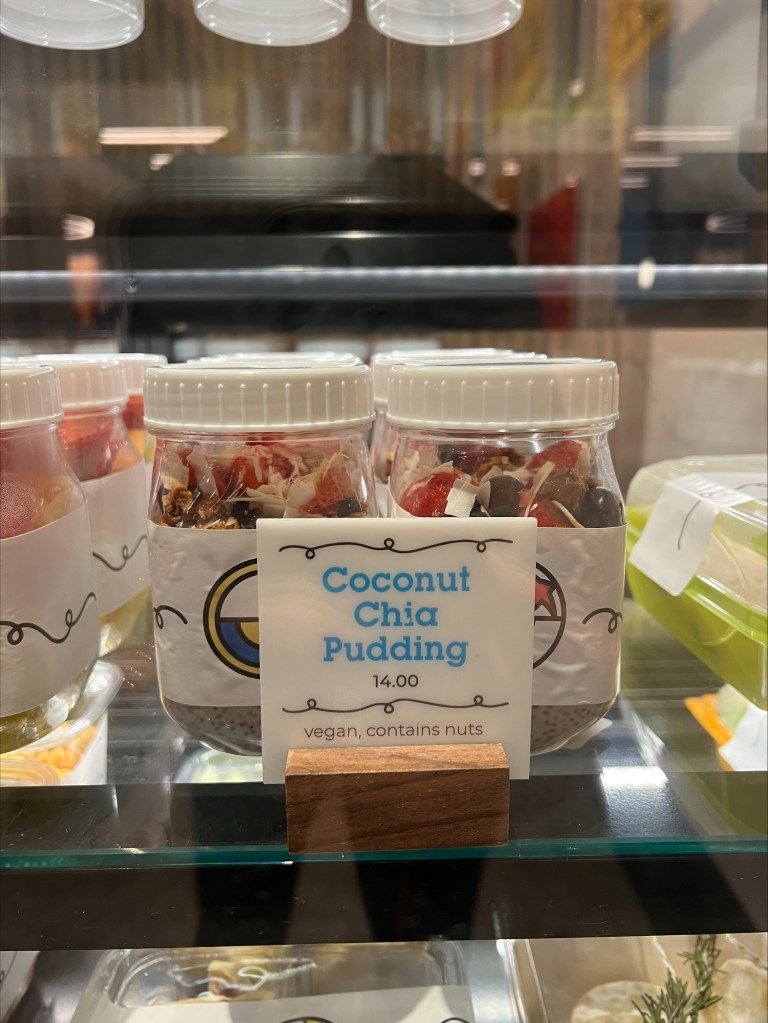 Coconut
Chia
Pudding
14.00
vegan, contains nuts